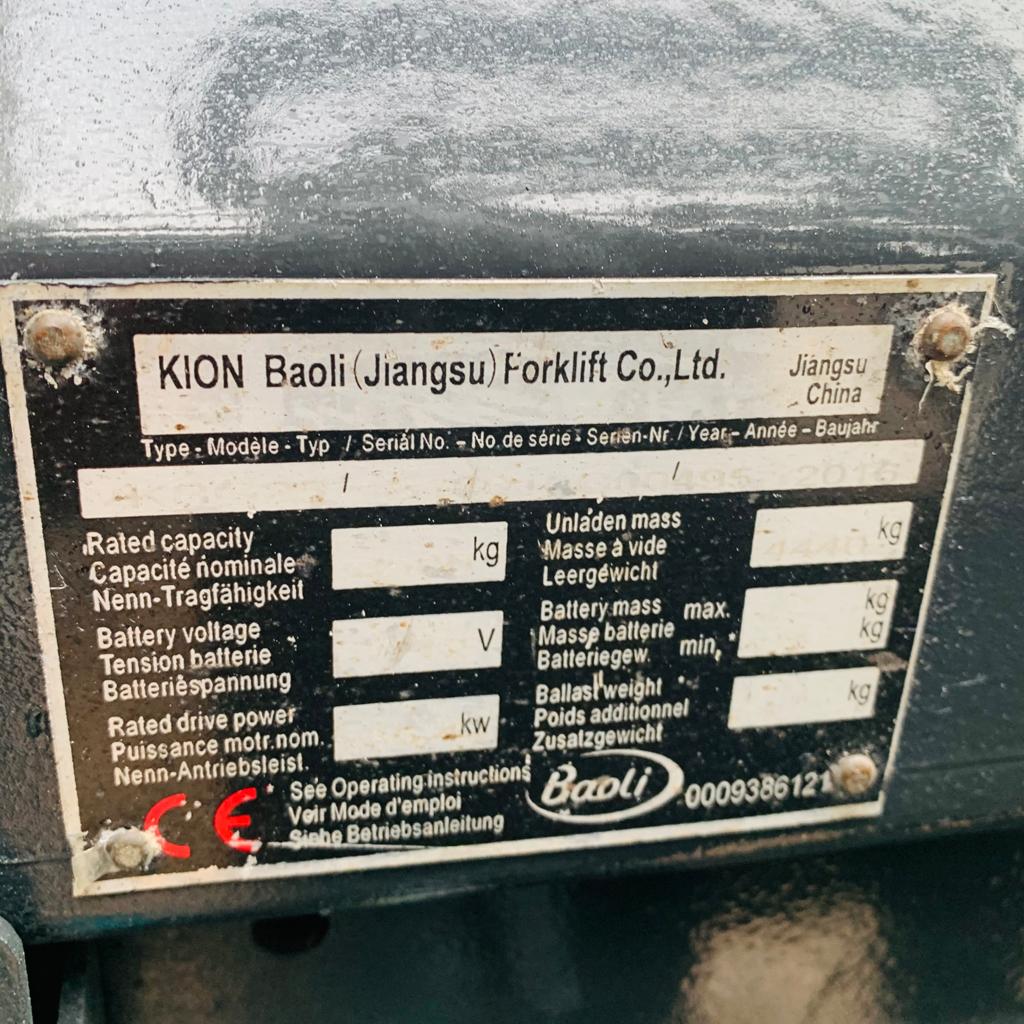 KION Baoli (Jiangsu) Forklift Co.,Ltd. Jiangsu China
Type - Modèle - Typ / Serial No. - No. de série - Serien-Nr. / Year - Année - Baujahr
/ /
Rated capacity
Capacité nominale
Nenn-Tragfähigkeit
kg
Unladen mass
Masse à vide
Leergewicht
kg
Battery voltage
Tension batterie
Batteriespannung
V
Battery mass max. kg
Masse batterie min. kg
Batteriegew.
Rated drive power
Puissance motr.nom.
Nenn-Antriebsleist.
kw
Ballast weight
Poids additionnel
Zusatzgewicht
kg
CE
* See Operating instructions
Voir Mode d'emploi
Siehe Betriebsanleitung
Baoli
0009386121